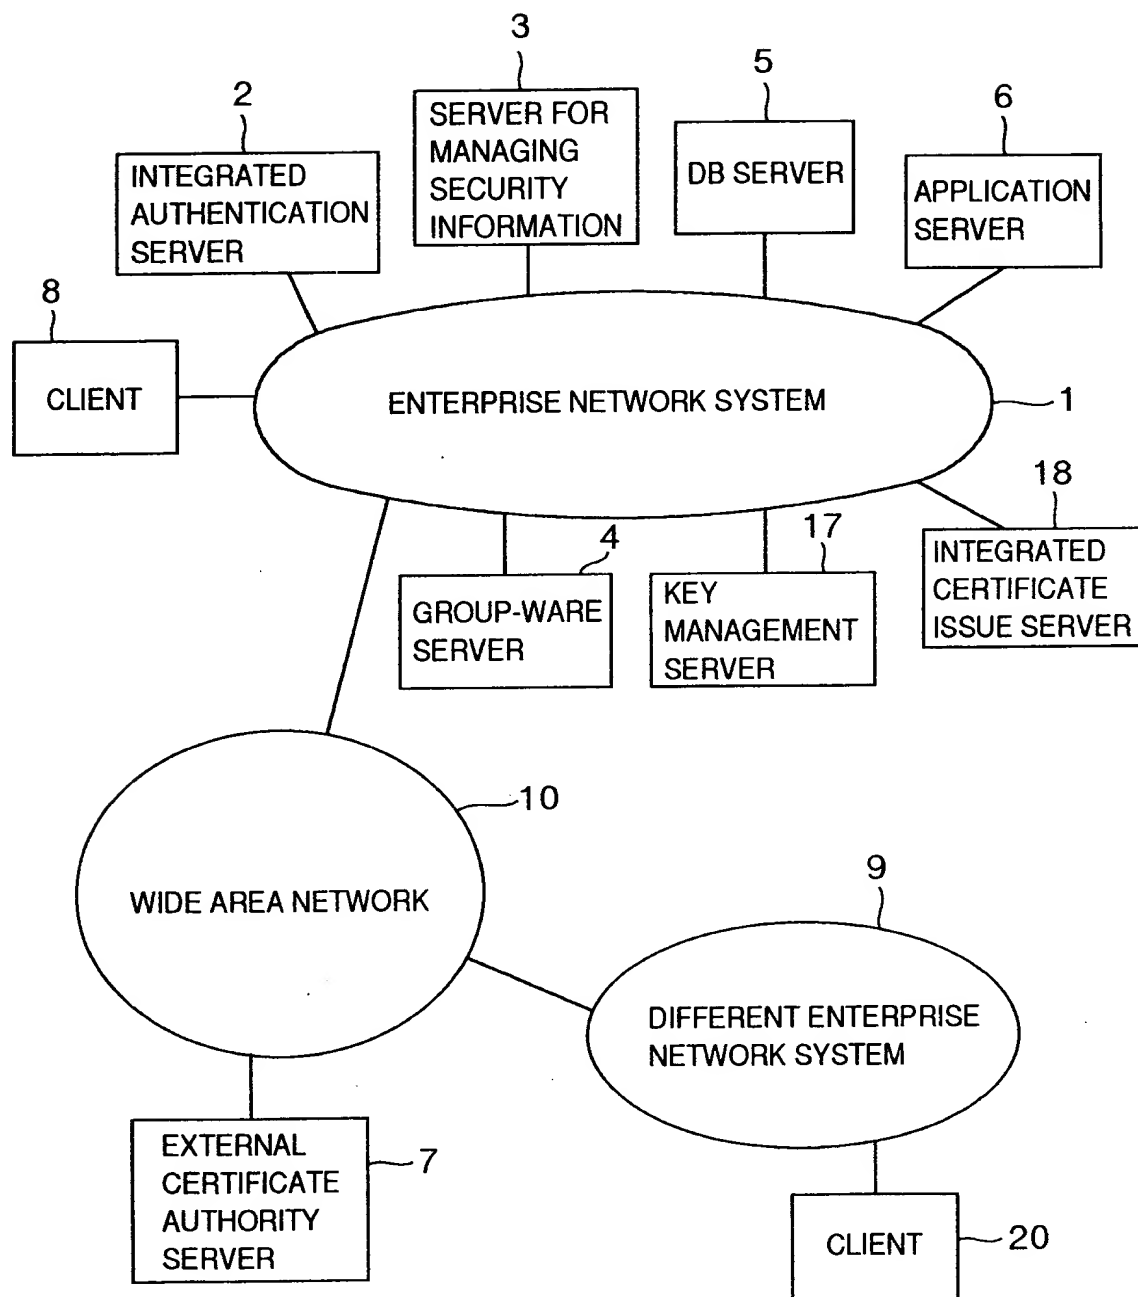 3
5
2
6
SERVER FOR
MANAGING
SECURITY
INFORMATION
DB SERVER
INTEGRATED
AUTHENTICATION
SERVER
APPLICATION
SERVER
8
CLIENT
ENTERPRISE NETWORK SYSTEM
1
18
4
17
INTEGRATED
CERTIFICATE
ISSUE SERVER
GROUP-WARE
SERVER
KEY
MANAGEMENT
SERVER
10
WIDE AREA NETWORK
9
DIFFERENT ENTERPRISE
NETWORK SYSTEM
EXTERNAL
CERTIFICATE
AUTHORITY
SERVER
7
CLIENT
20